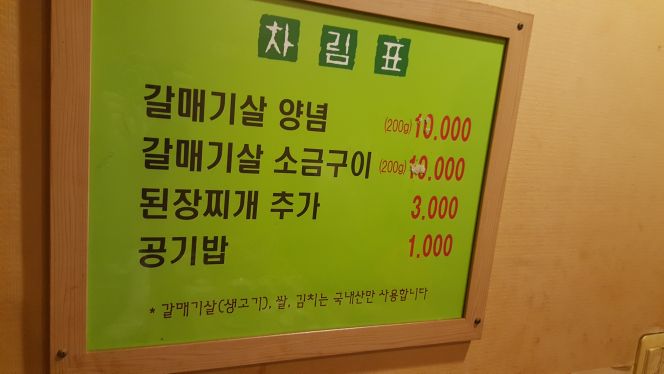 차림표
갈매기살 양념 (200g) 10.000
갈매기살 소금구이 (200g) 10.000
된장찌개 추가 3.000
공기밥 1.000
* 갈매기살(생고기), 쌀, 김치는 국내산만 사용합니다